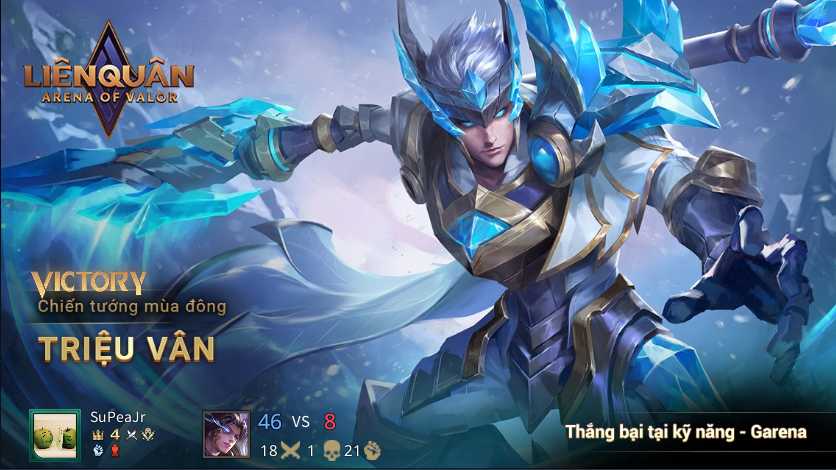 LIÊNQUÂN
ARENA OF VALOR
VICTORY
Chiến tướng mùa đông
TRIỆU VÂN
SuPeaJr
4
46 VS 8
18 1 21
Thắng bại tại kỹ năng - Garena